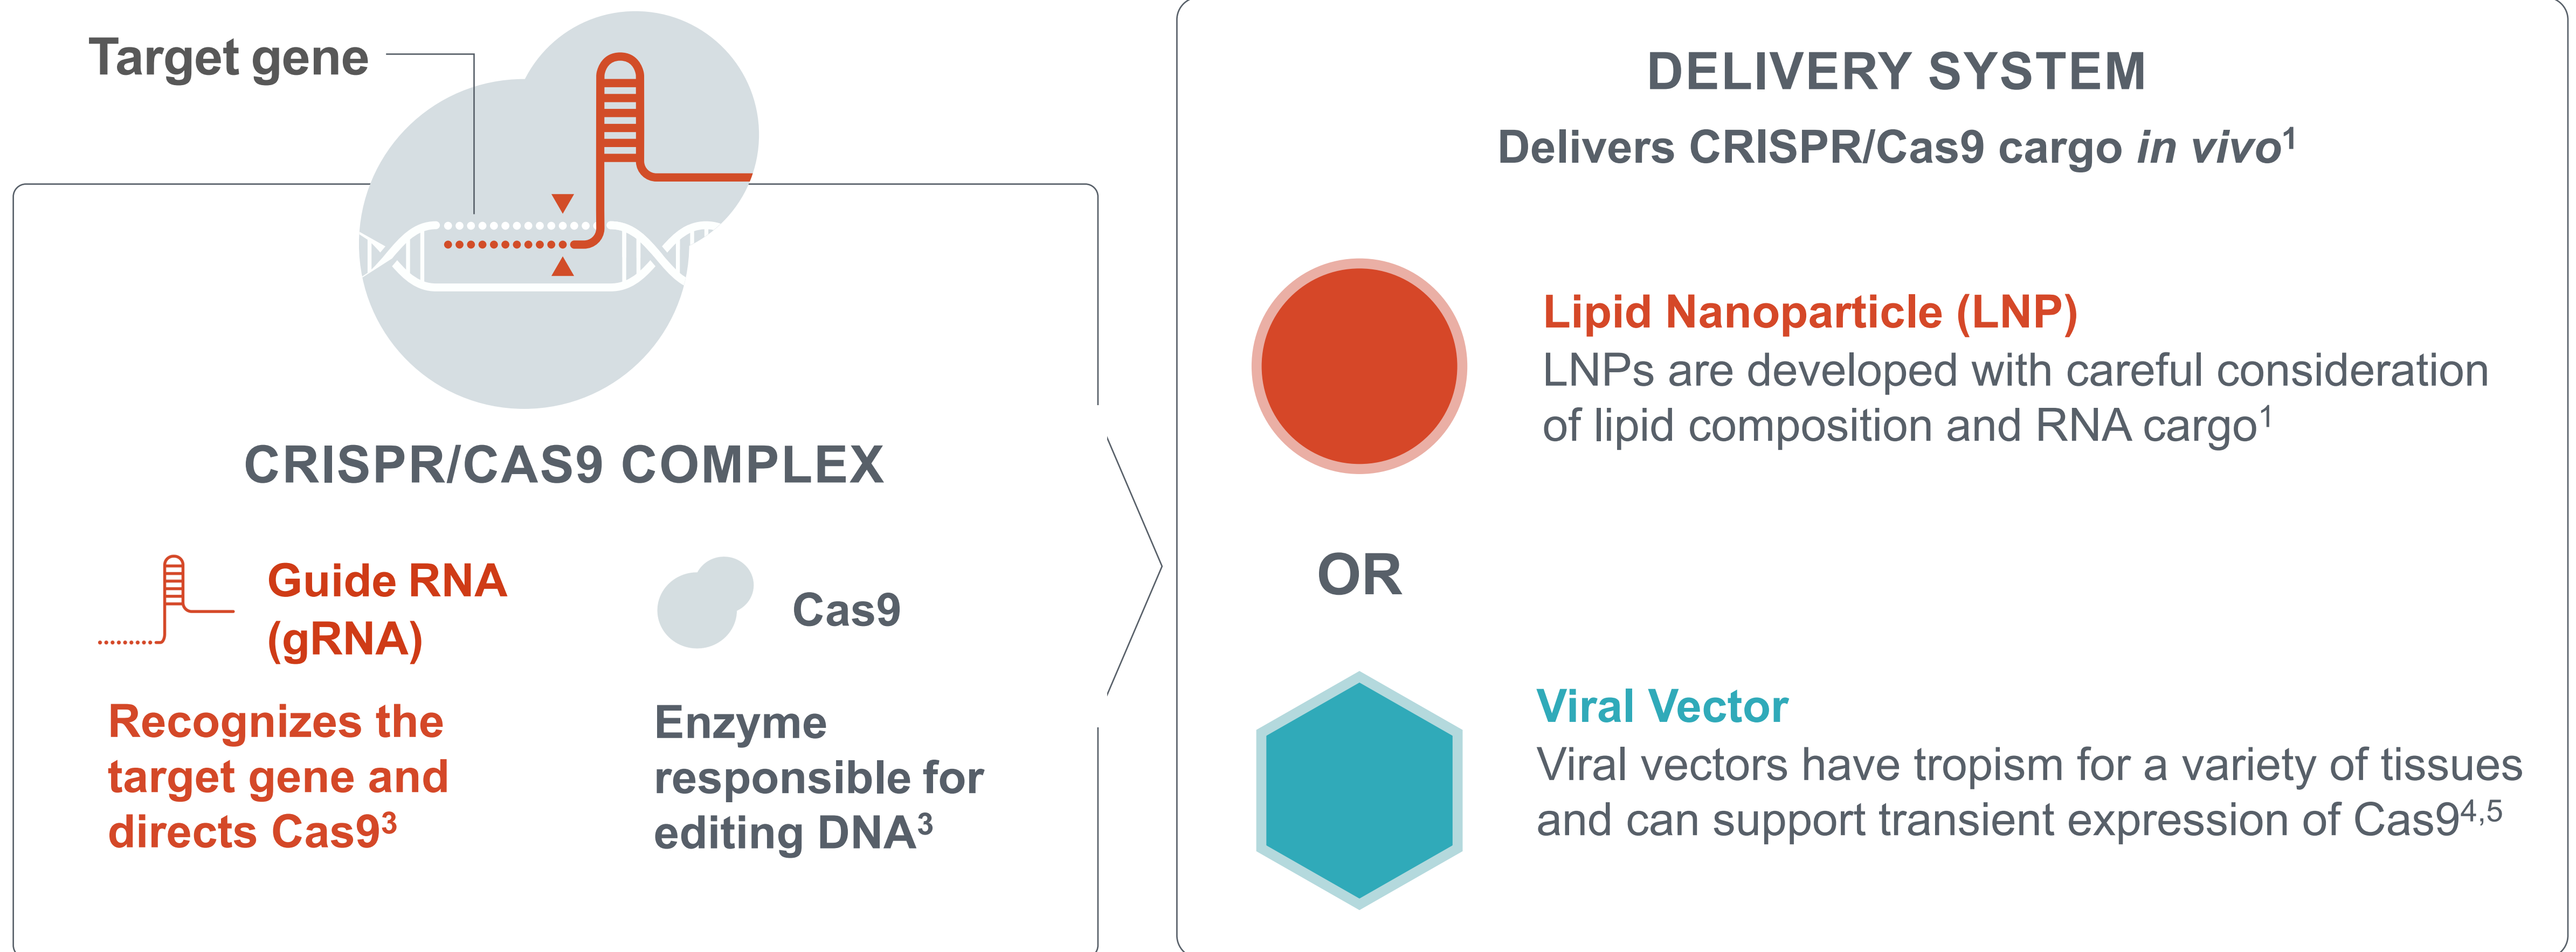 Target gene
CRISPR/CAS9 COMPLEX
Guide RNA
(gRNA)
Recognizes the
target gene and
directs Cas9³
Cas9
Enzyme
responsible for
editing DNA³
DELIVERY SYSTEM
Delivers CRISPR/Cas9 cargo in vivo¹
Lipid Nanoparticle (LNP)
LNPs are developed with careful consideration
of lipid composition and RNA cargo¹
OR
Viral Vector
Viral vectors have tropism for a variety of tissues
and can support transient expression of Cas9⁴,⁵